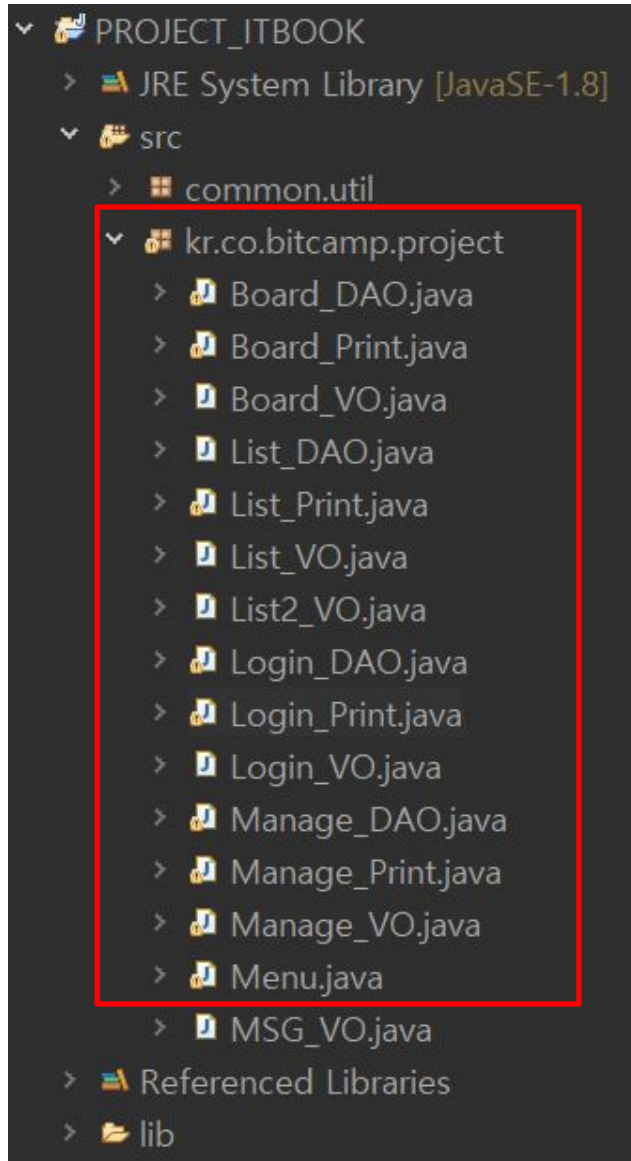 PROJECT_ITBOOK
JRE System Library [JavaSE-1.8]
src
common.util
kr.co.bitcamp.project
Board_DAO.java
Board_Print.java
Board_VO.java
List_DAO.java
List_Print.java
List_VO.java
List2_VO.java
Login_DAO.java
Login_Print.java
Login_VO.java
Manage_DAO.java
Manage_Print.java
Manage_VO.java
Menu.java
MSG_VO.java
Referenced Libraries
lib